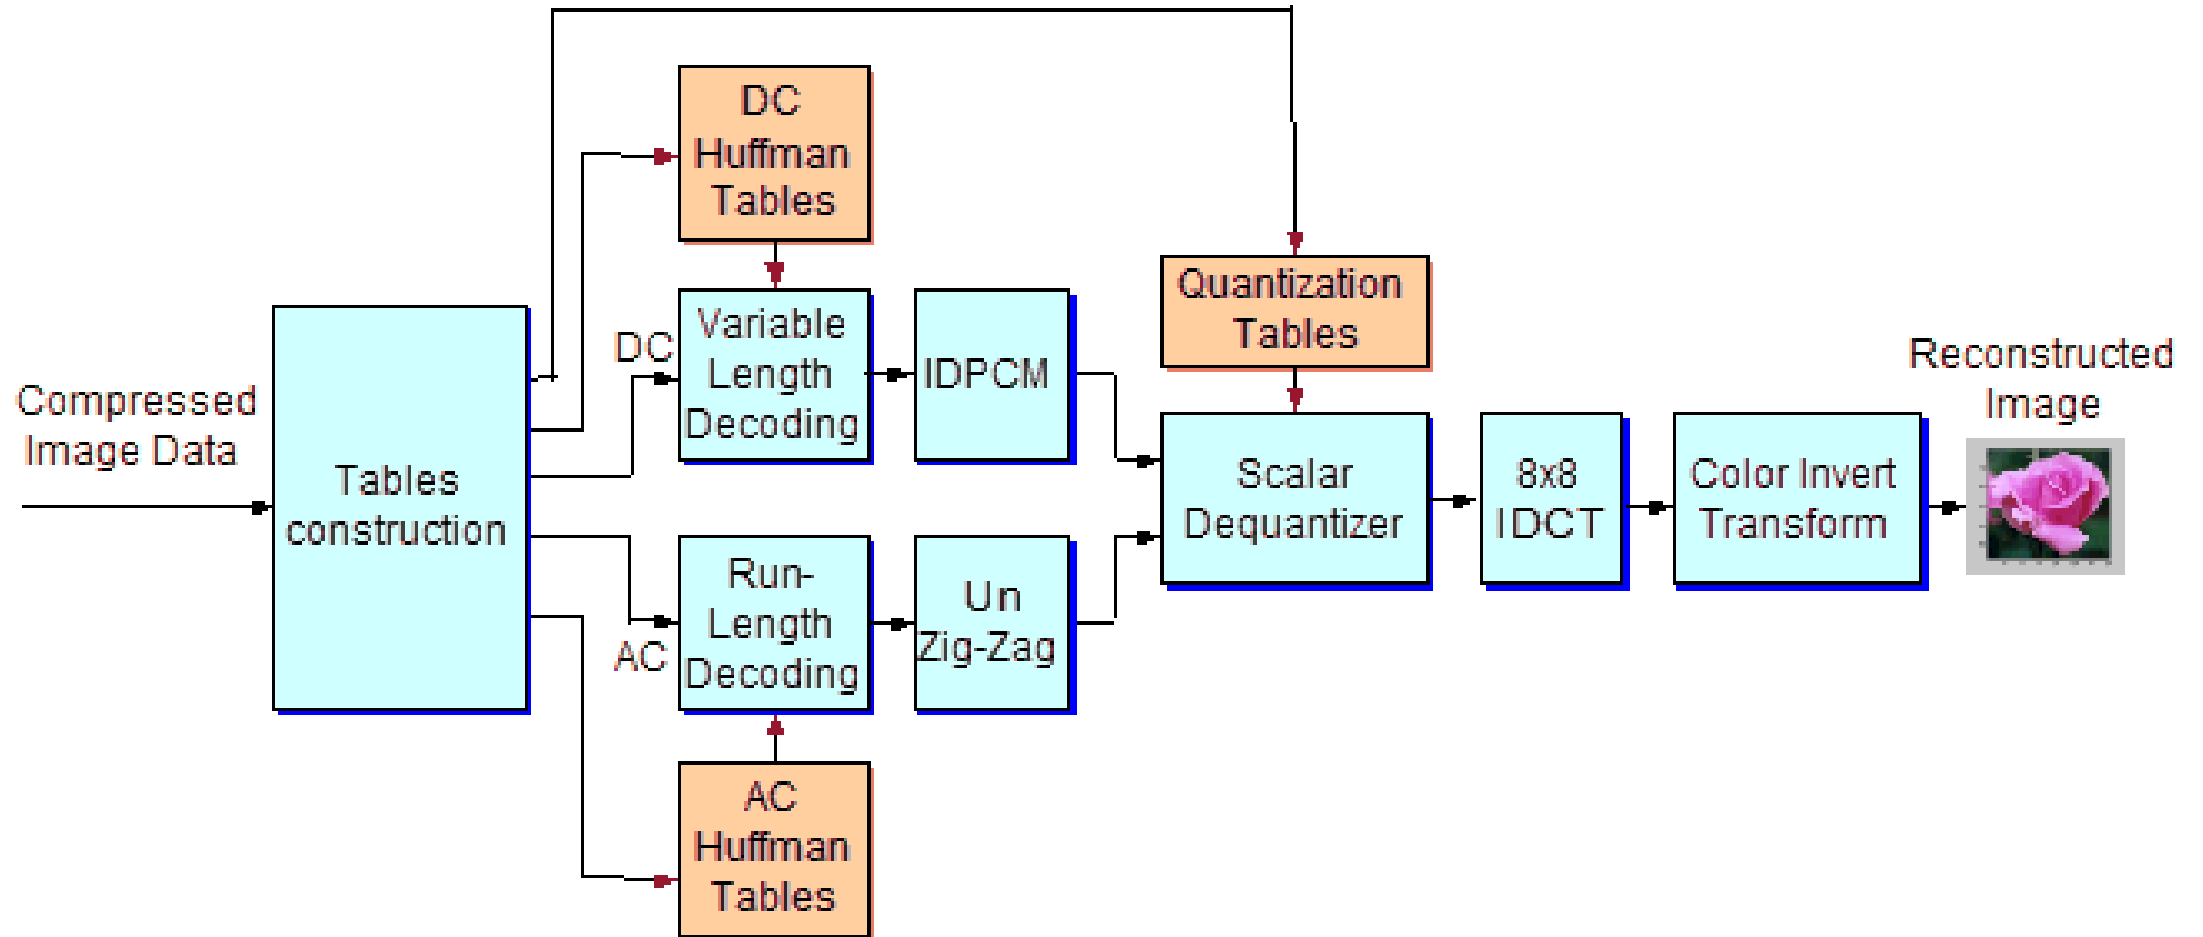 Compressed
Image Data
Tables
construction
DC
Huffman
Tables
DC
Variable
Length
Decoding
IDPCM
AC
Run-
Length
Decoding
Un
Zig-Zag
AC
Huffman
Tables
Quantization
Tables
Scalar
Dequantizer
8x8
IDCT
Color Invert
Transform
Reconstructed
Image